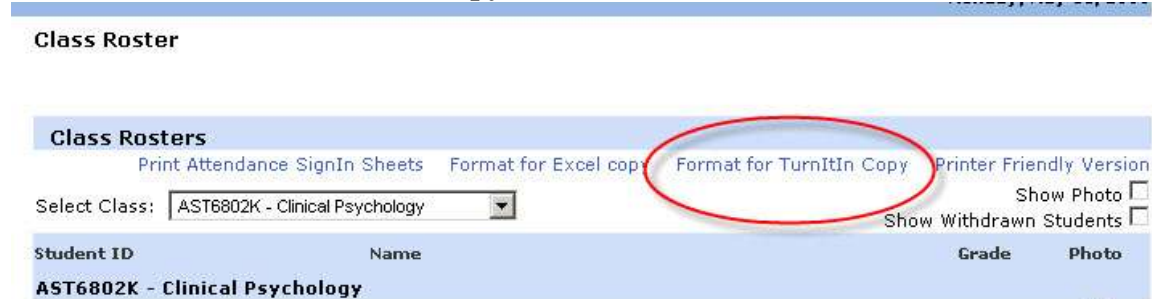 Class Roster
Class Rosters
Print Attendance SignIn Sheets Format for Excel copy Format for TurnItIn Copy Printer Friendly Version
Show Photo
Select Class: AST6802K - Clinical Psychology
Show Withdrawn Students
Student ID Name Grade Photo
AST6802K - Clinical Psychology